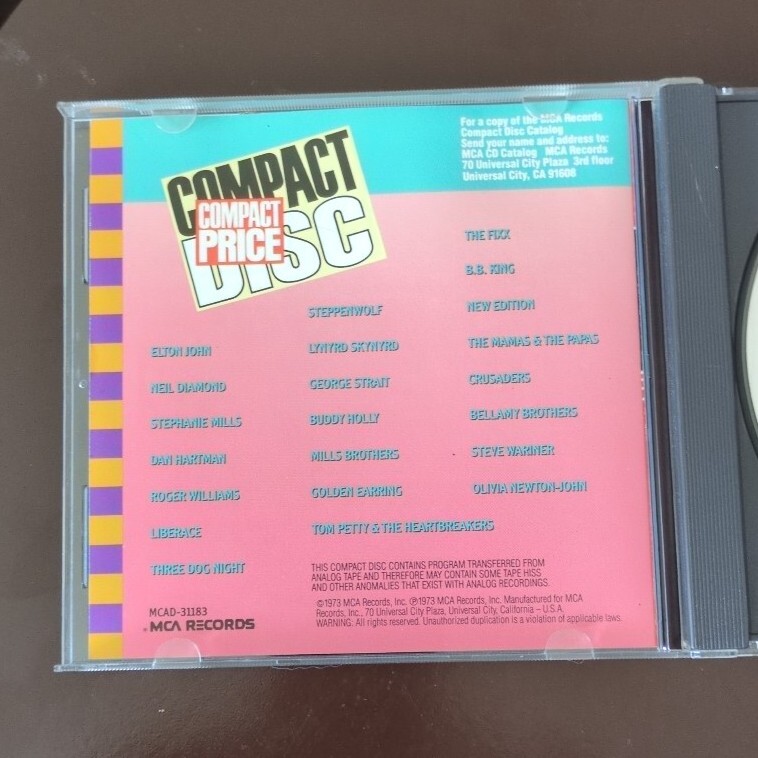 COMPACT
COMPACT
PRICE
DISC
For a copy of the MCA Records
Compact Disc Catalog
Send your name and address to:
MCA CD Catalog MCA Records
70 Universal City Plaza 3rd floor
Universal City, CA 91608
ELTON JOHN
NEIL DIAMOND
STEPHANIE MILLS
DAN HARTMAN
ROGER WILLIAMS
LIBERACE
THREE DOG NIGHT
STEPPENWOLF
LYNYRD SKYNYRD
GEORGE STRAIT
BUDDY HOLLY
MILLS BROTHERS
GOLDEN EARRING
TOM PETTY & THE HEARTBREAKERS
THE FIXX
B.B. KING
NEW EDITION
THE MAMAS & THE PAPAS
CRUSADERS
BELLAMY BROTHERS
STEVE WARINER
OLIVIA NEWTON-JOHN
THIS COMPACT DISC CONTAINS PROGRAM TRANSFERRED FROM
ANALOG TAPE AND THEREFORE MAY CONTAIN SOME TAPE HISS
AND OTHER ANOMALIES THAT EXIST WITH ANALOG RECORDINGS.
©1973 MCA Records, Inc. ℗1973 MCA Records, Inc. Manufactured for MCA
Records, Inc., 70 Universal City Plaza, Universal City, California – U.S.A.
WARNING: All rights reserved. Unauthorized duplication is a violation of applicable laws.
MCAD-31183
MCA RECORDS